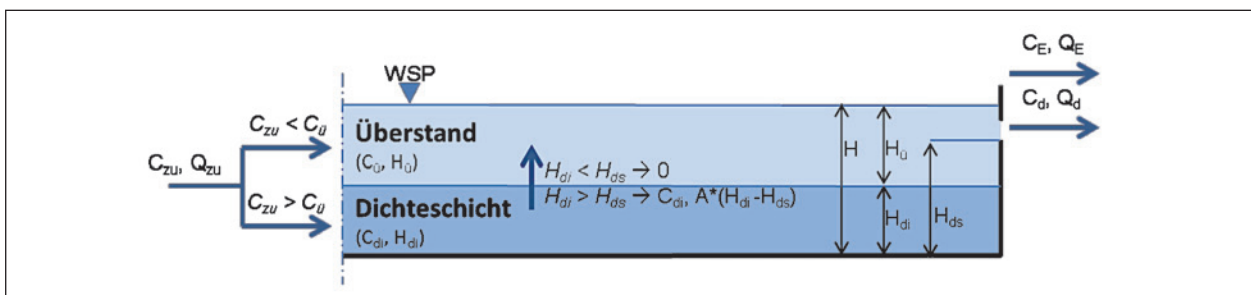 C_E, Q_E
WSP
C_d, Q_d
C_zu < C_ü
Überstand
C_zu, Q_zu
(C_ü, H_ü)
H
H_ü
H_di < H_ds → 0
C_zu > C_ü
H_di > H_ds → C_di, A*(H_di -H_ds)
Dichteschicht
H_di
H_ds
(C_di, H_di)